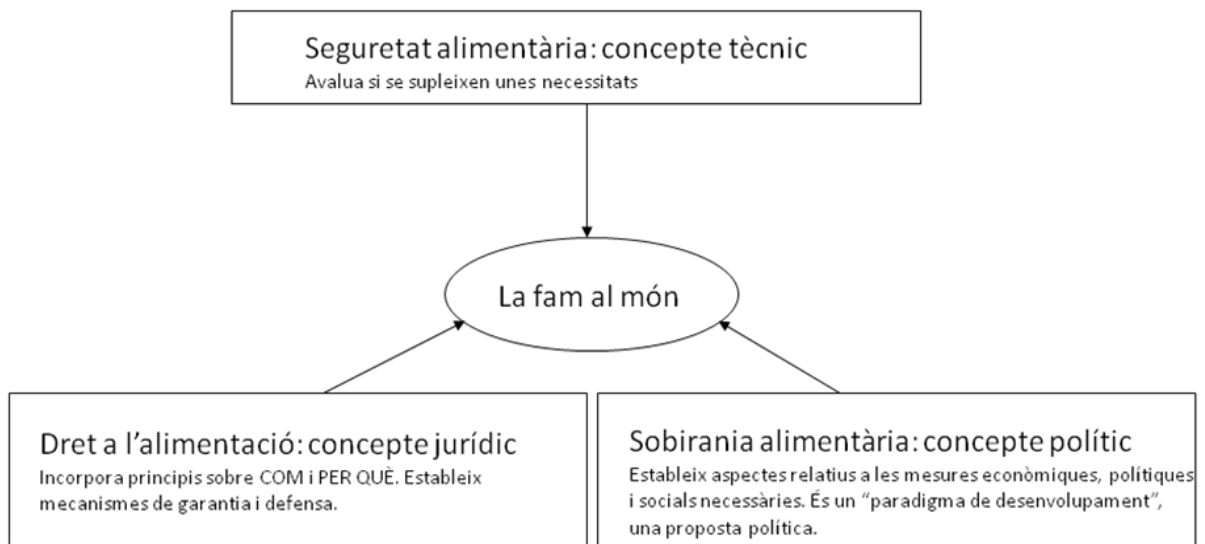 Seguretat alimentària: concepte tècnic
Avalua si se supleixen unes necessitats
La fam al món
Dret a l’alimentació: concepte jurídic
Incorpora principis sobre COM i PER QUÈ. Estableix
mecanismes de garantia i defensa.
Sobirania alimentària: concepte polític
Estableix aspectes relatius a les mesures econòmiques, polítiques
i socials necessàries. És un “paradigma de desenvolupament”,
una proposta política.